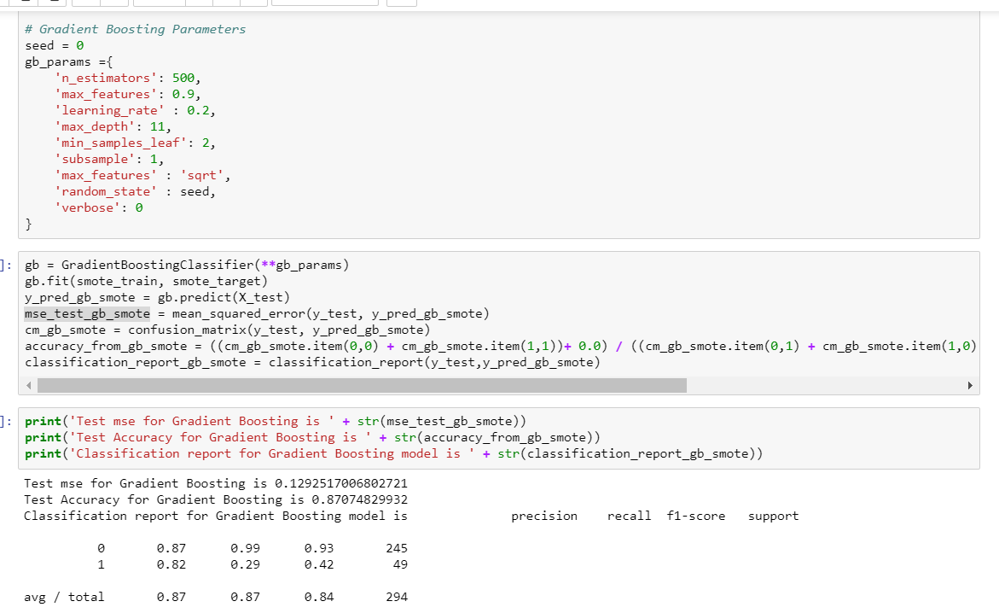 # Gradient Boosting Parameters
seed = 0
gb_params ={
    'n_estimators': 500,
    'max_features': 0.9,
    'learning_rate' : 0.2,
    'max_depth': 11,
    'min_samples_leaf': 2,
    'subsample': 1,
    'max_features' : 'sqrt',
    'random_state' : seed,
    'verbose': 0
}
]: gb = GradientBoostingClassifier(**gb_params)
gb.fit(smote_train, smote_target)
y_pred_gb_smote = gb.predict(X_test)
mse_test_gb_smote = mean_squared_error(y_test, y_pred_gb_smote)
cm_gb_smote = confusion_matrix(y_test, y_pred_gb_smote)
accuracy_from_gb_smote = ((cm_gb_smote.item(0,0) + cm_gb_smote.item(1,1))+ 0.0) / ((cm_gb_smote.item(0,1) + cm_gb_smote.item(1,0)
classification_report_gb_smote = classification_report(y_test,y_pred_gb_smote)
]: print('Test mse for Gradient Boosting is ' + str(mse_test_gb_smote))
print('Test Accuracy for Gradient Boosting is ' + str(accuracy_from_gb_smote))
print('Classification report for Gradient Boosting model is ' + str(classification_report_gb_smote))
Test mse for Gradient Boosting is 0.1292517006802721
Test Accuracy for Gradient Boosting is 0.87074829932
Classification report for Gradient Boosting model is              precision    recall  f1-score   support
          0       0.87      0.99      0.93       245
          1       0.82      0.29      0.42        49
avg / total       0.87      0.87      0.84       294